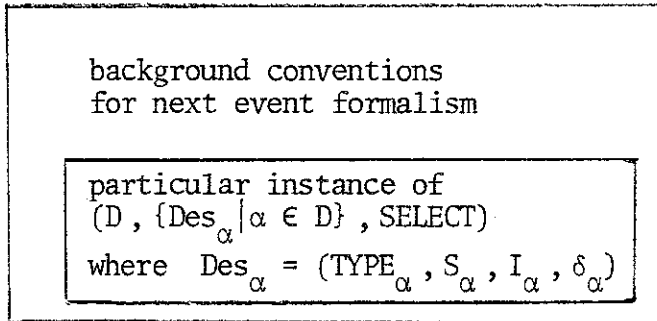 background conventions
for next event formalism
particular instance of
(D , {Des_α|α ∈ D} , SELECT)
where Des_α = (TYPE_α , S_α , I_α , δ_α)